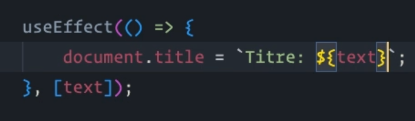 useEffect(() => {
document.title = `Titre: ${text}`;
}, [text]);